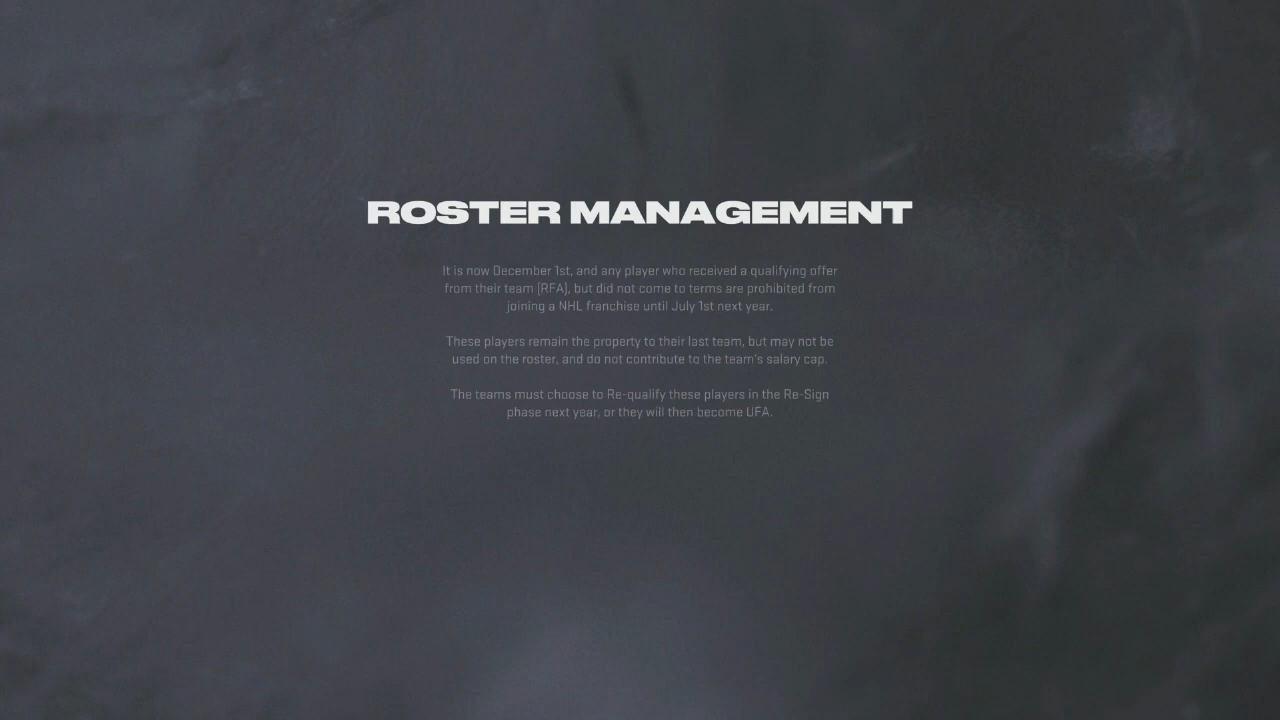 ROSTER MANAGEMENT
It is now December 1st, and any player who received a qualifying offer
from their team (RFA), but did not come to terms are prohibited from
joining a NHL franchise until July 1st next year.
These players remain the property to their last team, but may not be
used on the roster, and do not contribute to the team's salary cap.
The teams must choose to Re-qualify these players in the Re-Sign
phase next year, or they will then become UFA.